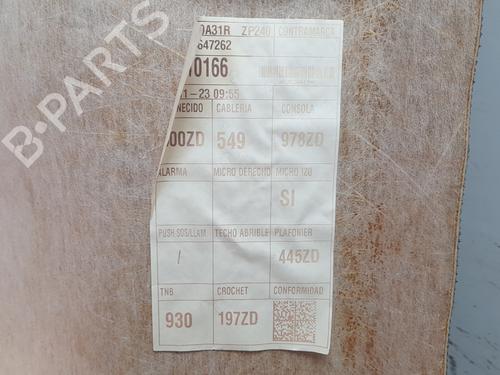 0A31R ZP240 CONTRAMARCA
647262
0166
1-23 09:55
NECIDO CABLERIA CONSOLA
00ZD 549 978ZD
ALARMA MICRO DERECHO MICRO IZQ
SI
PUSH SOS/LLAM TECHO ABRIBLE PLAFONIER
/ 445ZD
TNB CROCHET CONFORMIDAD
930 197ZD
B-PARTS